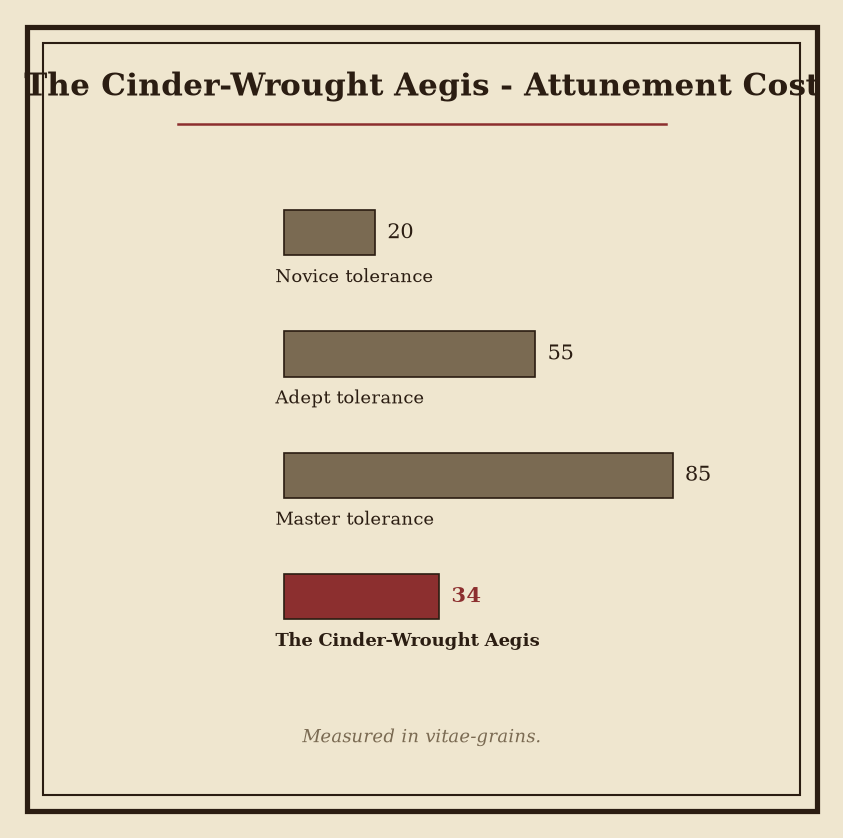 The Cinder-Wrought Aegis - Attunement Cost
20
Novice tolerance
55
Adept tolerance
85
Master tolerance
34
The Cinder-Wrought Aegis
Measured in vitae-grains.